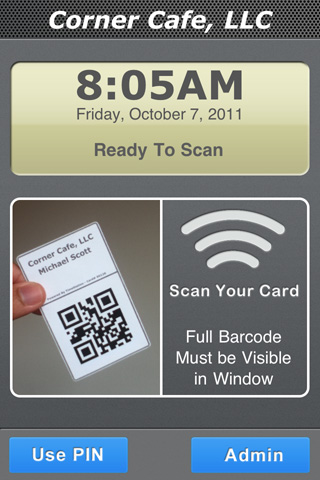 Corner Cafe, LLC
8:05AM
Friday, October 7, 2011
Ready To Scan
Corner Cafe, LLC
Michael Scott
Scan Your Card
Full Barcode
Must be Visible
in Window
Use PIN
Admin